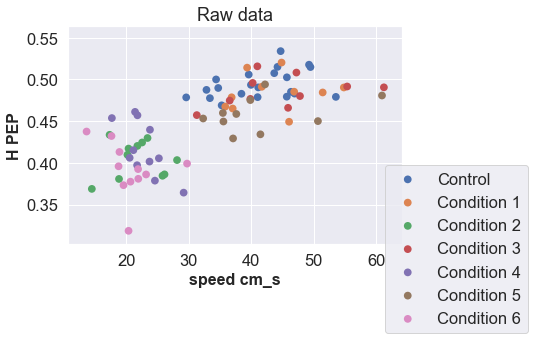 Raw data
0.55
0.50
0.45
0.40
0.35
H PEP
20 30 40 50 60
speed cm_s
Control
Condition 1
Condition 2
Condition 3
Condition 4
Condition 5
Condition 6